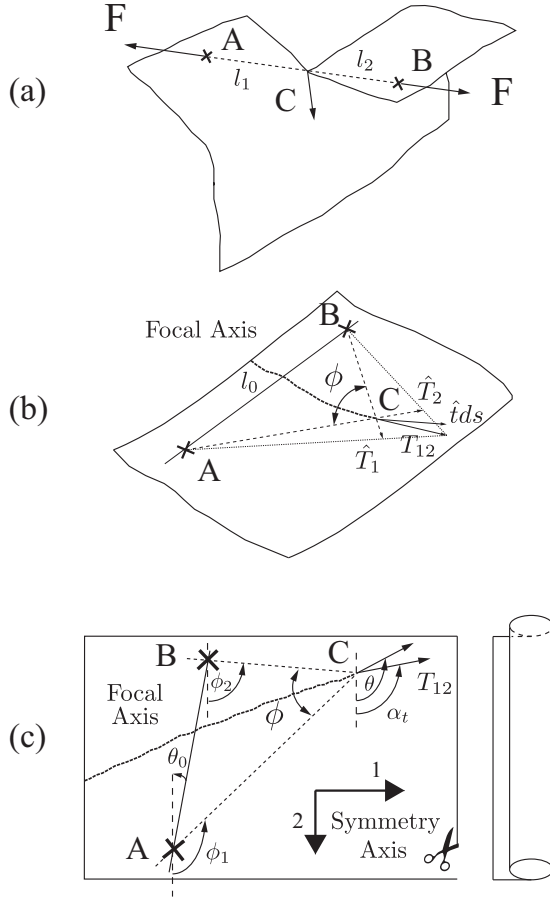 (a)
F
A
l₁
l₂
B
C
F
(b)
Focal Axis
B
l₀
ϕ
C
T̂₂
t̂ds
A
T̂₁
T₁₂
(c)
B
C
Focal
Axis
ϕ₂
ϕ
θ
T₁₂
αₜ
θ₀
1
2
Symmetry
Axis
A
ϕ₁